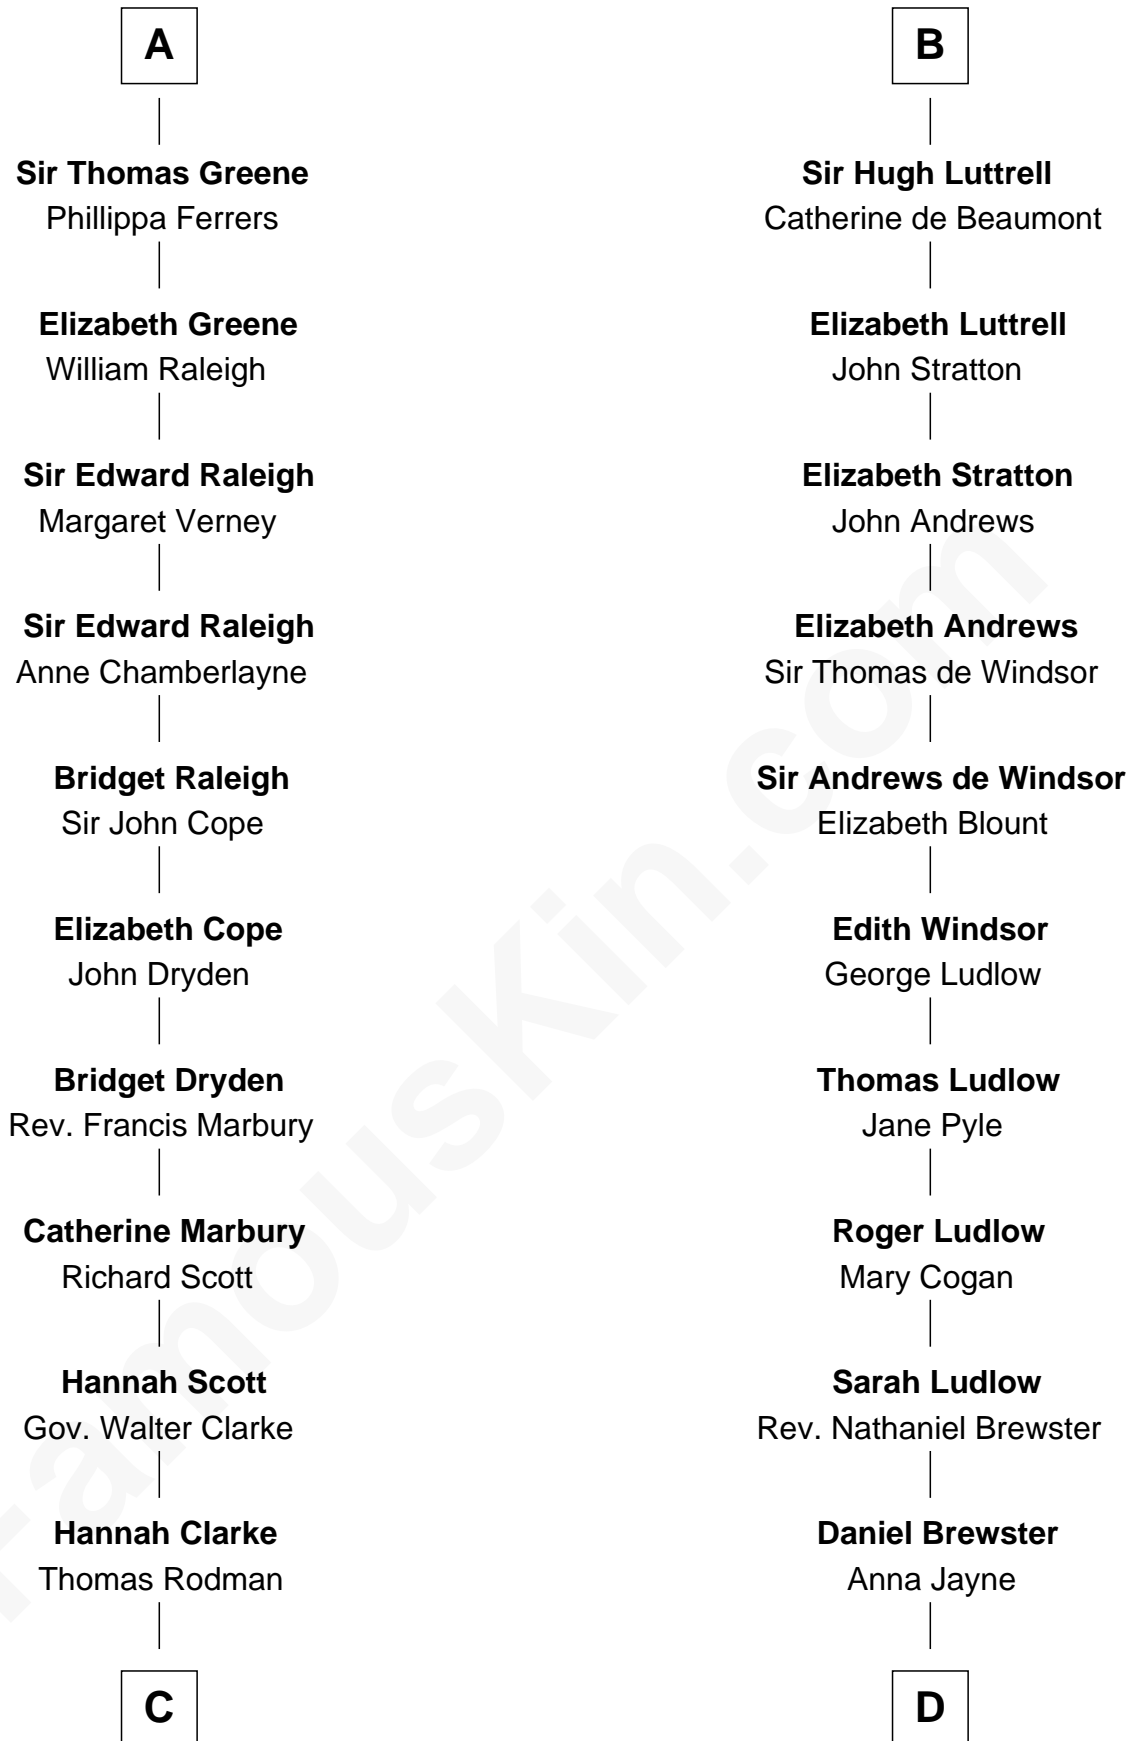 A
Sir Thomas Greene
Phillippa Ferrers
Elizabeth Greene
William Raleigh
Sir Edward Raleigh
Margaret Verney
Sir Edward Raleigh
Anne Chamberlayne
Bridget Raleigh
Sir John Cope
Elizabeth Cope
John Dryden
Bridget Dryden
Rev. Francis Marbury
Catherine Marbury
Richard Scott
Hannah Scott
Gov. Walter Clarke
Hannah Clarke
Thomas Rodman
C
B
Sir Hugh Luttrell
Catherine de Beaumont
Elizabeth Luttrell
John Stratton
Elizabeth Stratton
John Andrews
Elizabeth Andrews
Sir Thomas de Windsor
Sir Andrews de Windsor
Elizabeth Blount
Edith Windsor
George Ludlow
Thomas Ludlow
Jane Pyle
Roger Ludlow
Mary Cogan
Sarah Ludlow
Rev. Nathaniel Brewster
Daniel Brewster
Anna Jayne
D
FamousKin.com